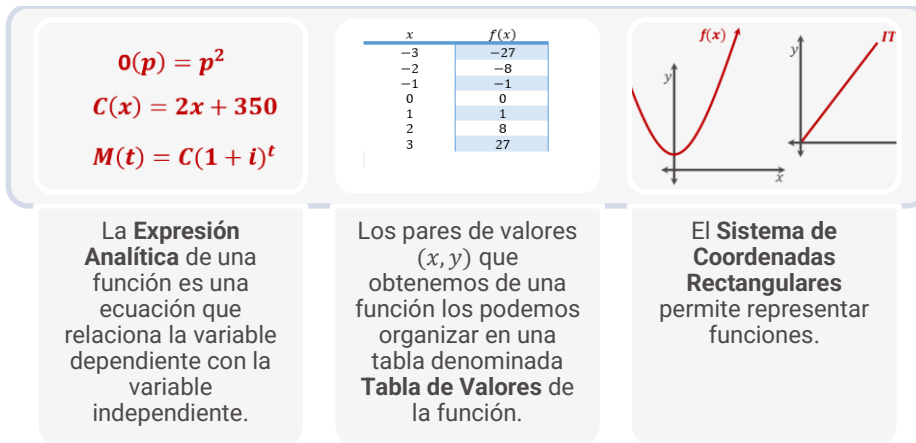 O(p) = p²
C(x) = 2x + 350
M(t) = C(1 + i)ᵗ
x f(x)
−3 −27
−2 −8
−1 −1
0 0
1 1
2 8
3 27
f(x)
y
x
y
IT
La Expresión
Analítica de una
función es una
ecuación que
relaciona la variable
dependiente con la
variable
independiente.
Los pares de valores
(x, y) que
obtenemos de una
función los podemos
organizar en una
tabla denominada
Tabla de Valores de
la función.
El Sistema de
Coordenadas
Rectangulares
permite representar
funciones.